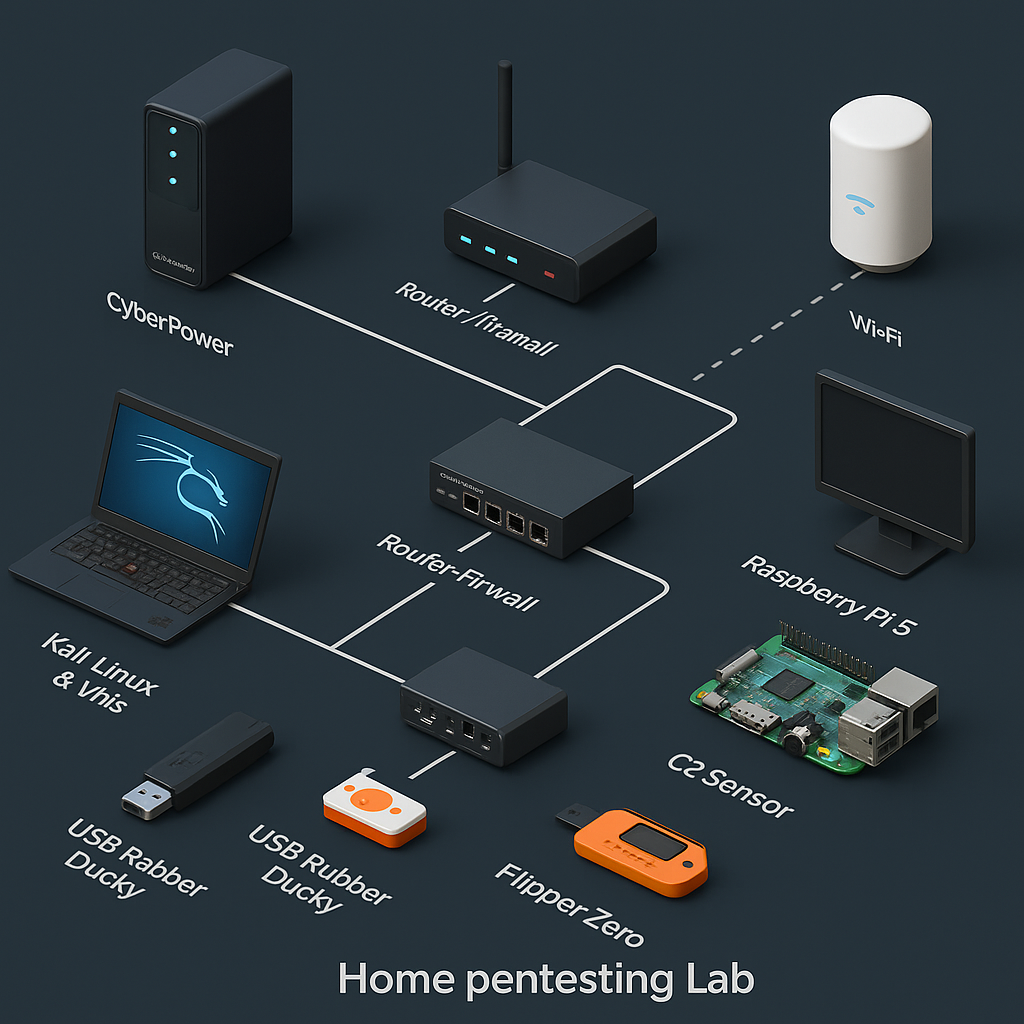 CyberPower
Router/firamall
Wi-Fi
Roufer-Firwall
Raspberry Pi 5
Kall Linux
& Vhis
C2 Sensor
USB Rabber
Ducky
USB Rubber
Ducky
Flipper Zero
Home pentesting Lab